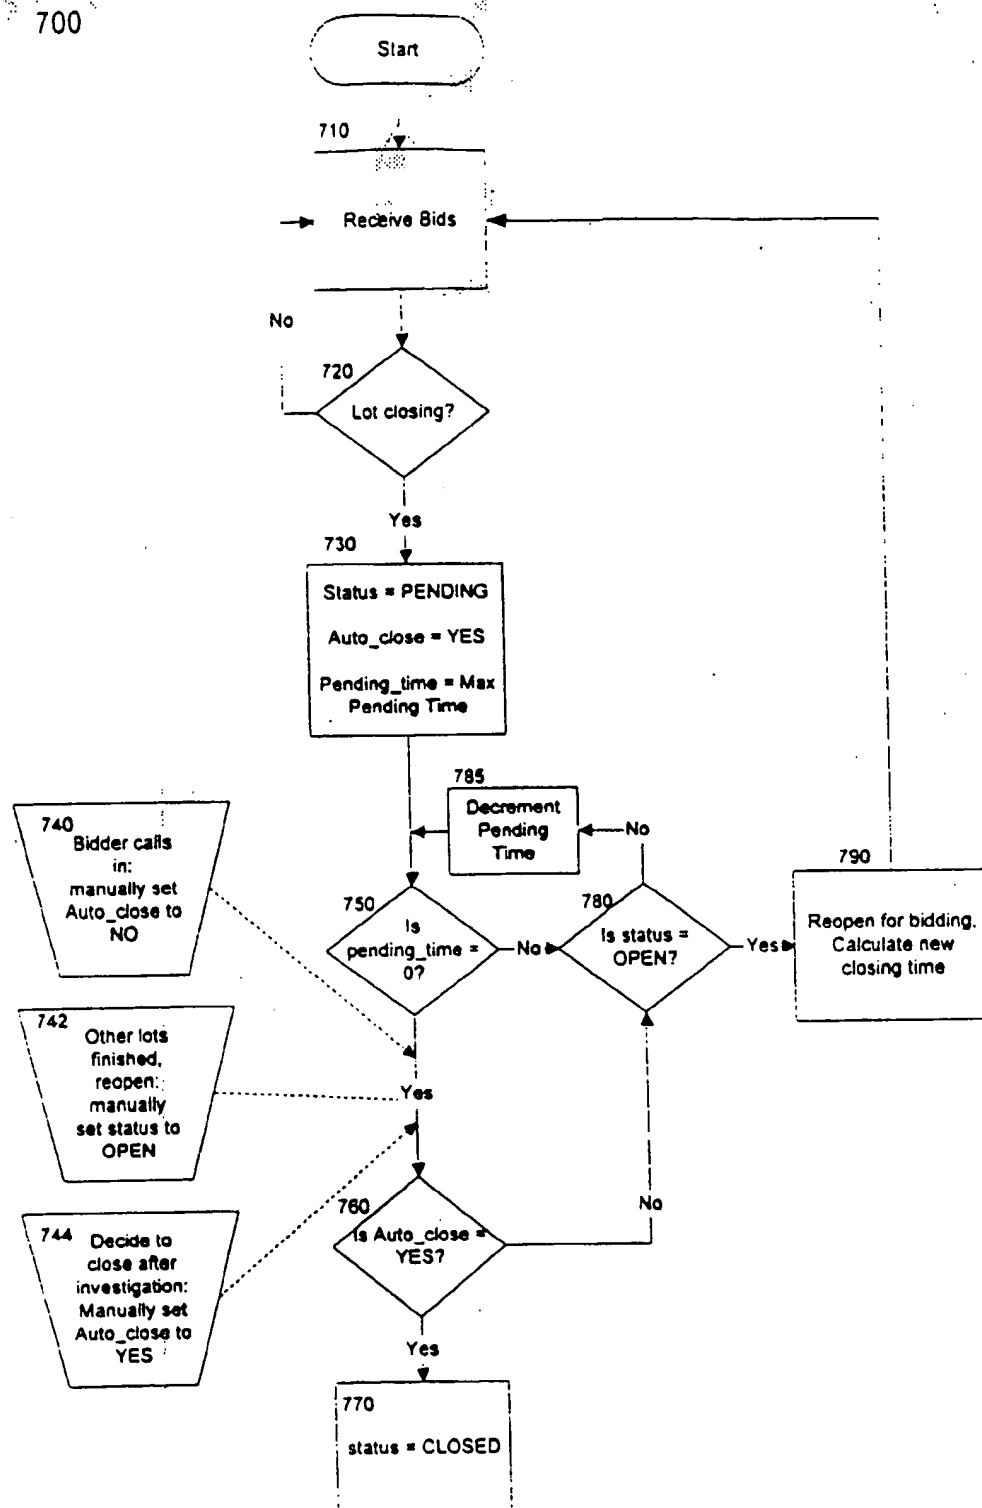 700
Start
710
Receive Bids
No
720
Lot closing?
Yes
730
Status = PENDING
Auto_close = YES
Pending_time = Max
Pending Time
785
Decrement
Pending
Time
No
740
Bidder calls
in:
manually set
Auto_close to
NO
750
Is
pending_time =
0?
No
780
Is status =
OPEN?
Yes
790
Reopen for bidding.
Calculate new
closing time
742
Other lots
finished,
reopen:
manually
set status to
OPEN
Yes
744
Decide to
close after
investigation:
Manually set
Auto_close to
YES
760
Is Auto_close =
YES?
No
Yes
770
status = CLOSED